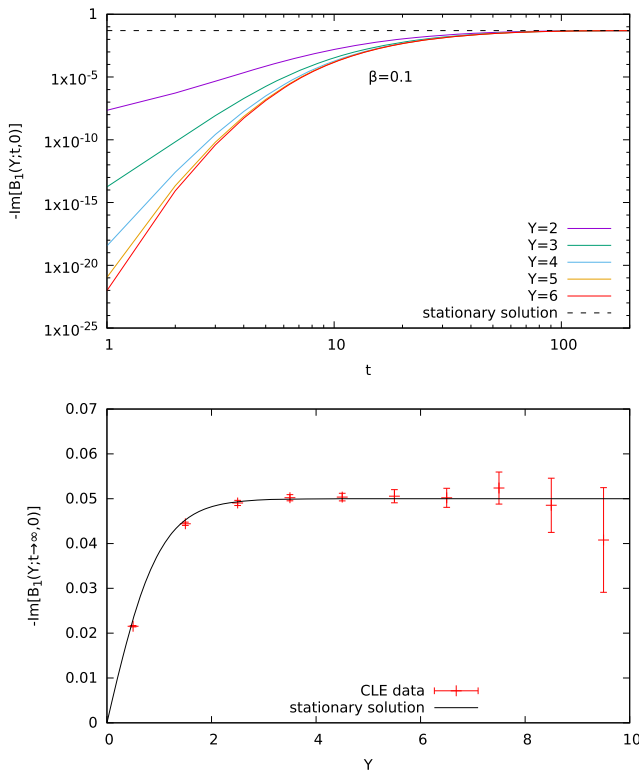 1
1x10-5
1x10-10
1x10-15
1x10-20
1x10-25
-Im[B1(Y;t,0)]
β=0.1
Y=2
Y=3
Y=4
Y=5
Y=6
stationary solution
1 10 100
t
0.07
0.06
0.05
0.04
0.03
0.02
0.01
0
-Im[B1(Y;t→∞,0)]
CLE data
stationary solution
0 2 4 6 8 10
Y